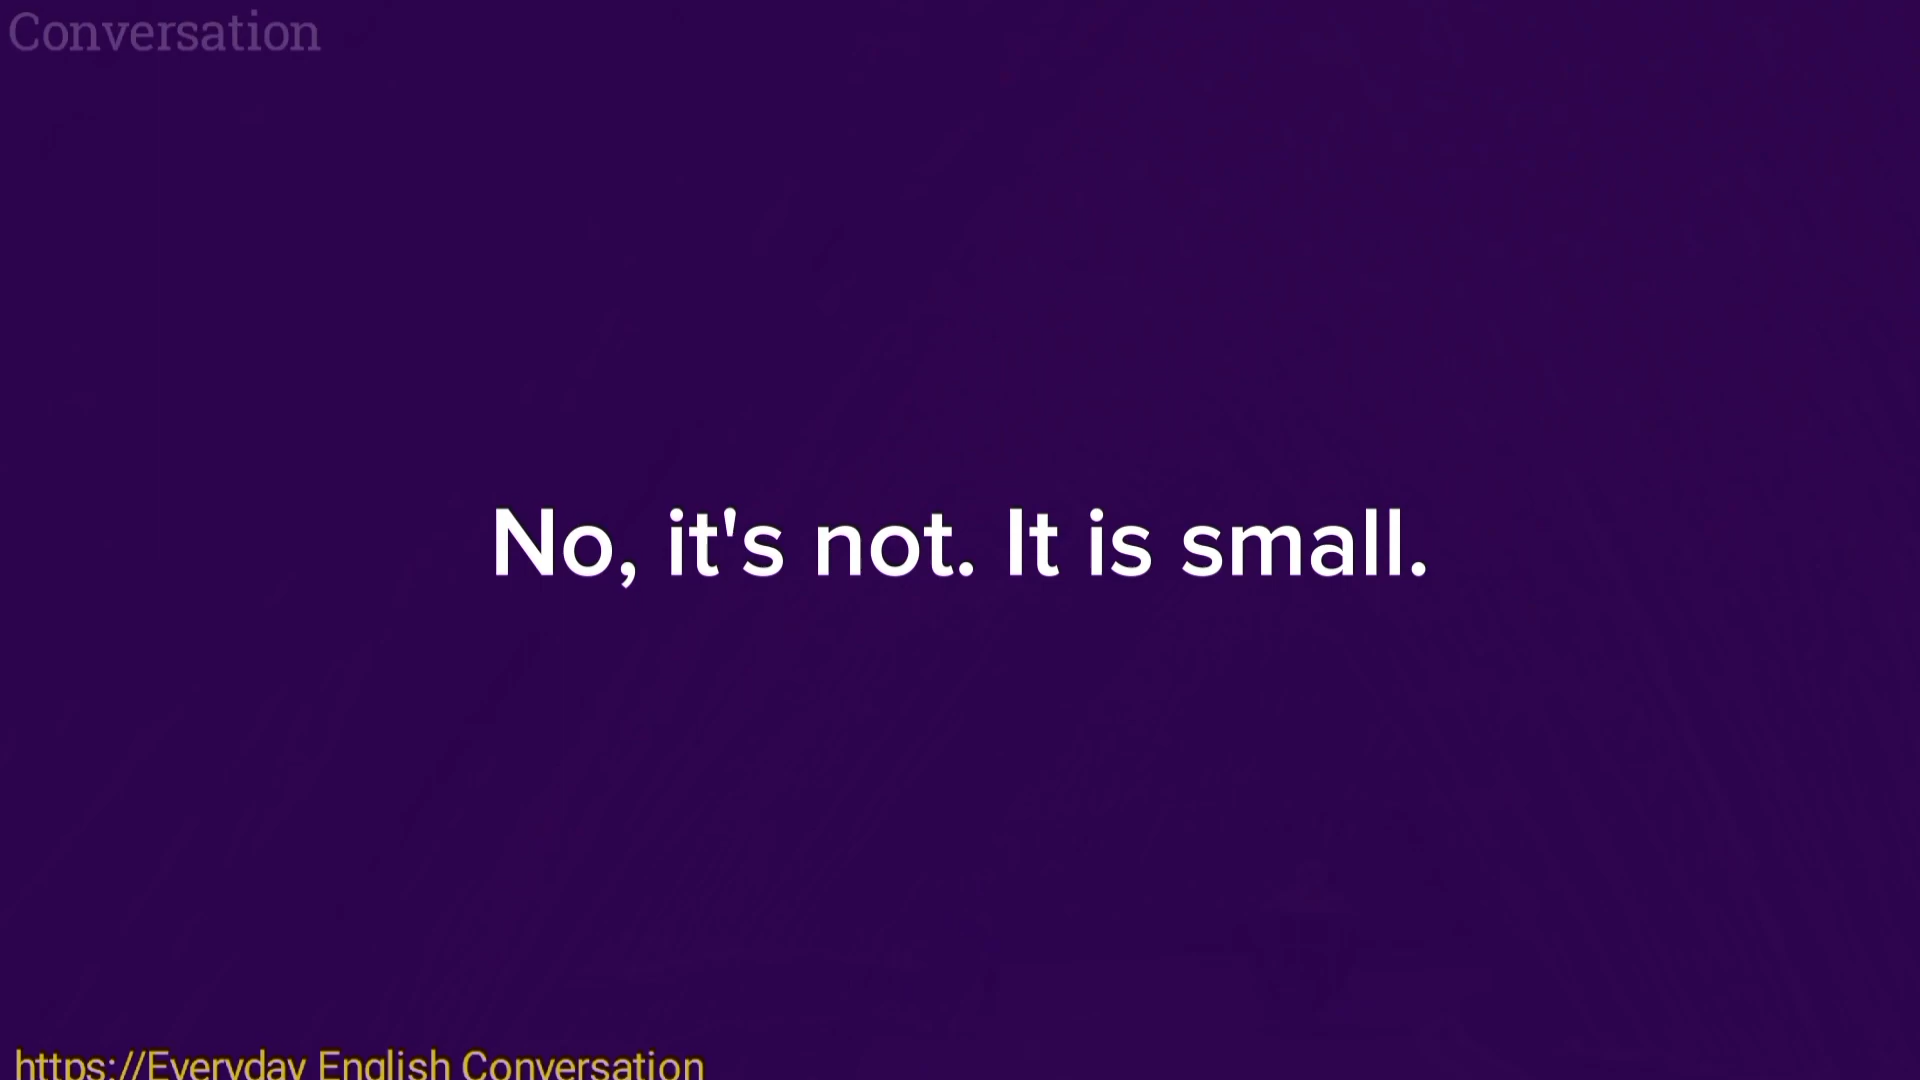 Conversation
No, it's not. It is small.
https://Everyday English Conversation